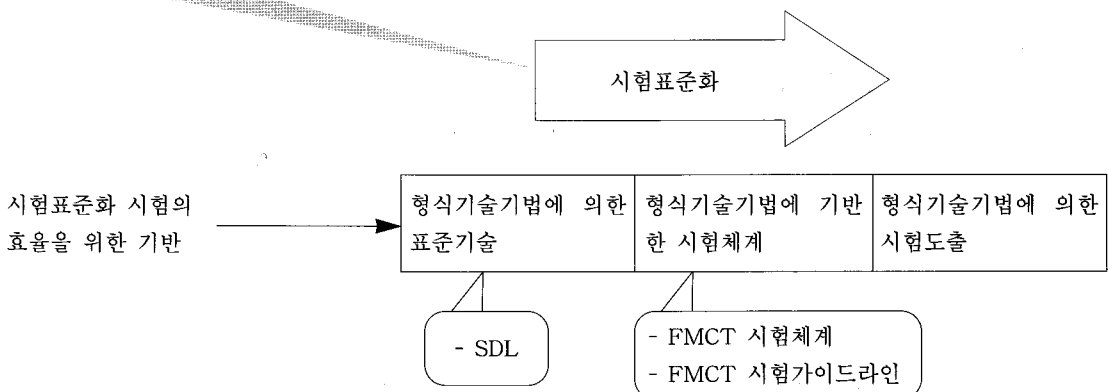 시험표준화
시험표준화 시험의
효율을 위한 기반
형식기술기법에 의한
표준기술
형식기술기법에 기반
한 시험체계
형식기술기법에 의한
시험도출
- SDL
- FMCT 시험체계
- FMCT 시험가이드라인